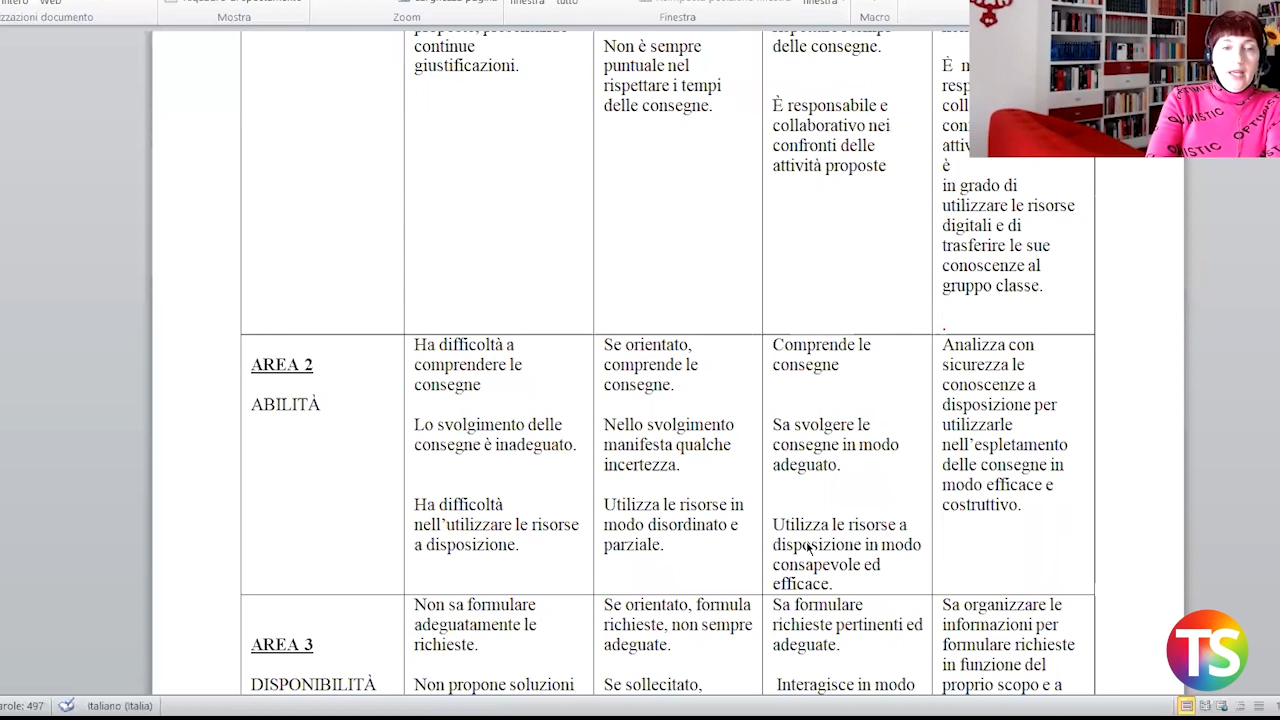 Mostra
Zoom
Finestra
Macro
zzazioni documento
continue
giustificazioni.
Non è sempre
puntuale nel
rispettare i tempi
delle consegne.
delle consegne.
È responsabile e
collaborativo nei
confronti delle
attività proposte
È
è
in grado di
utilizzare le risorse
digitali e di
trasferire le sue
conoscenze al
gruppo classe.
.
AREA 2
ABILITÀ
Ha difficoltà a
comprendere le
consegne
Lo svolgimento delle
consegne è inadeguato.
Ha difficoltà
nell’utilizzare le risorse
a disposizione.
Se orientato,
comprende le
consegne.
Nello svolgimento
manifesta qualche
incertezza.
Utilizza le risorse in
modo disordinato e
parziale.
Comprende le
consegne
Sa svolgere le
consegne in modo
adeguato.
Utilizza le risorse a
disposizione in modo
consapevole ed
efficace.
Analizza con
sicurezza le
conoscenze a
disposizione per
utilizzarle
nell’espletamento
delle consegne in
modo efficace e
costruttivo.
AREA 3
DISPONIBILITÀ
Non sa formulare
adeguatamente le
richieste.
Non propone soluzioni
Se orientato, formula
richieste, non sempre
adeguate.
Se sollecitato,
Sa formulare
richieste pertinenti ed
adeguate.
Interagisce in modo
Sa organizzare le
informazioni per
formulare richieste
in funzione del
proprio scopo e a
OPTIMISTIC
TS
arole: 497
Italiano (Italia)